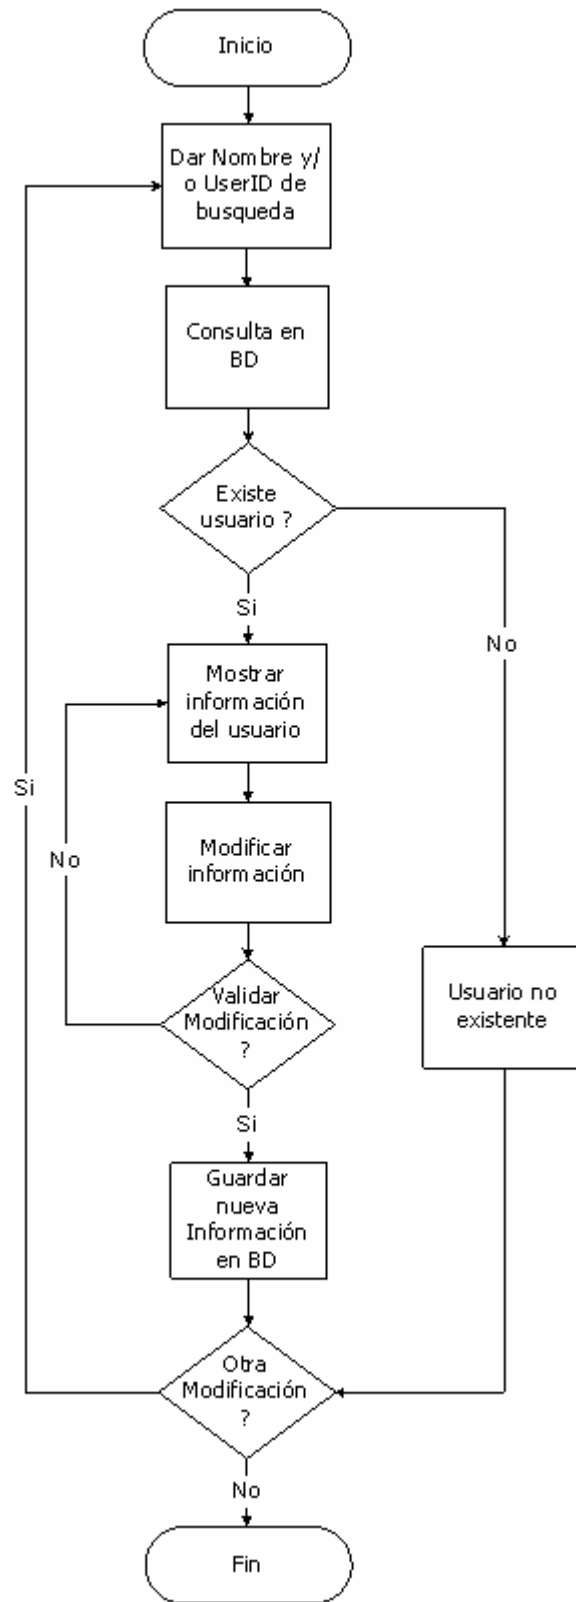 Inicio
Dar Nombre y/
o UserID de
busqueda
Consulta en
BD
Existe
usuario ?
Si
No
Mostrar
información
del usuario
Si
No
Modificar
información
Validar
Modificación
?
Usuario no
existente
Si
Guardar
nueva
Información
en BD
Otra
Modificación
?
No
Fin